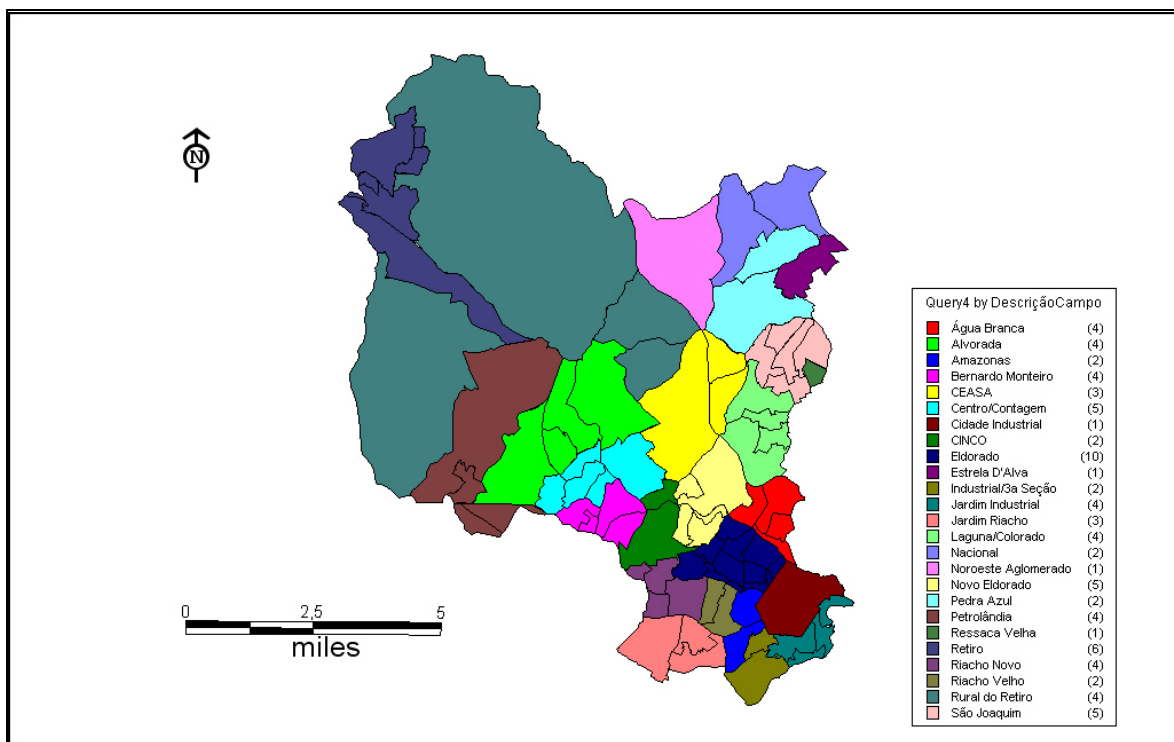 N
0 2,5 5
miles
Query4 by DescriçãoCampo
Água Branca (4)
Alvorada (4)
Amazonas (2)
Bernardo Monteiro (4)
CEASA (3)
Centro/Contagem (5)
Cidade Industrial (1)
CINCO (2)
Eldorado (10)
Estrela D'Alva (1)
Industrial/3a Seção (2)
Jardim Industrial (4)
Jardim Riacho (3)
Laguna/Colorado (4)
Nacional (2)
Noroeste Aglomerado (1)
Novo Eldorado (5)
Pedra Azul (2)
Petrolândia (4)
Ressaca Velha (1)
Retiro (6)
Riacho Novo (4)
Riacho Velho (2)
Rural do Retiro (4)
São Joaquim (5)